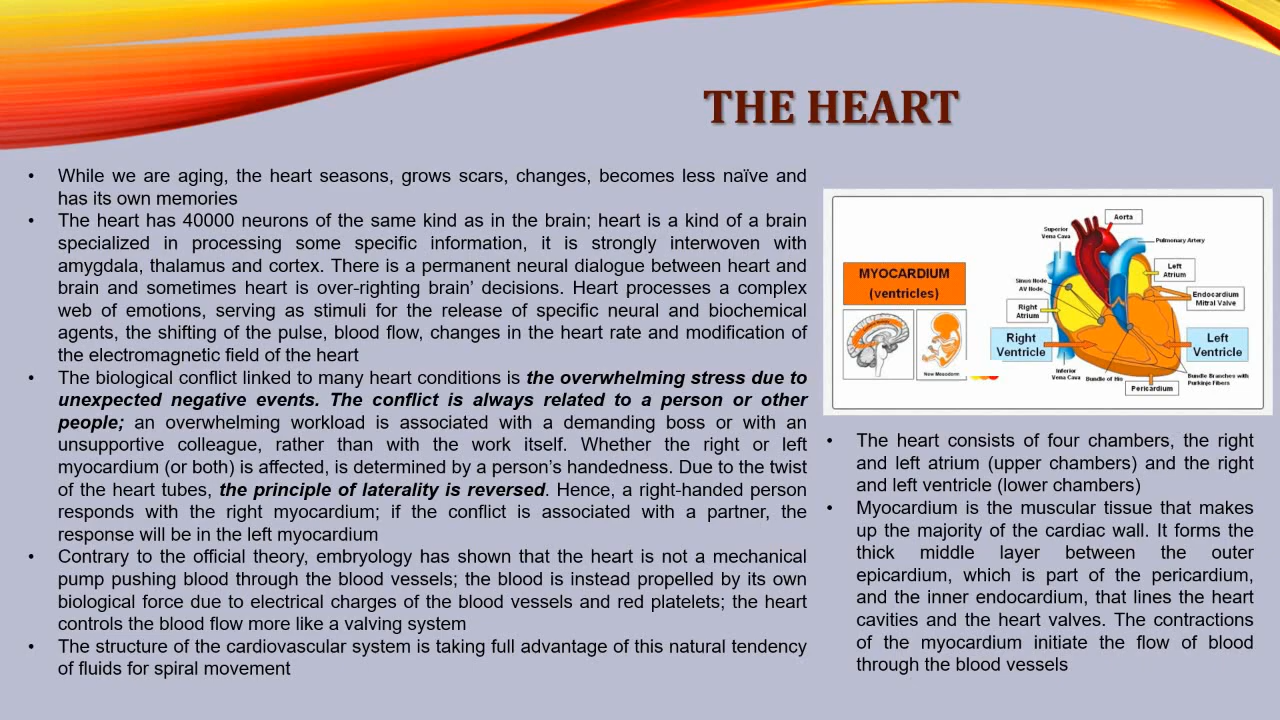 THE HEART
• While we are aging, the heart seasons, grows scars, changes, becomes less naïve and
has its own memories
• The heart has 40000 neurons of the same kind as in the brain; heart is a kind of a brain
specialized in processing some specific information, it is strongly interwoven with
amygdala, thalamus and cortex. There is a permanent neural dialogue between heart and
brain and sometimes heart is over-righting brain' decisions. Heart processes a complex
web of emotions, serving as stimuli for the release of specific neural and biochemical
agents, the shifting of the pulse, blood flow, changes in the heart rate and modification of
the electromagnetic field of the heart
• The biological conflict linked to many heart conditions is the overwhelming stress due to
unexpected negative events. The conflict is always related to a person or other
people; an overwhelming workload is associated with a demanding boss or with an
unsupportive colleague, rather than with the work itself. Whether the right or left
myocardium (or both) is affected, is determined by a person's handedness. Due to the twist
of the heart tubes, the principle of laterality is reversed. Hence, a right-handed person
responds with the right myocardium; if the conflict is associated with a partner, the
response will be in the left myocardium
• Contrary to the official theory, embryology has shown that the heart is not a mechanical
pump pushing blood through the blood vessels; the blood is instead propelled by its own
biological force due to electrical charges of the blood vessels and red platelets; the heart
controls the blood flow more like a valving system
• The structure of the cardiovascular system is taking full advantage of this natural tendency
of fluids for spiral movement
MYOCARDIUM
(ventricles)
New Mesoderm
Aorta
Superior
Vena Cava
Pulmonary Artery
Left
Atrium
Sinus Node
AV Node
Endocardium
Mitral Valve
Right
Atrium
Right
Ventricle
Left
Ventricle
Inferior
Vena Cava
Bundle of His
Bundle Branches with
Purkinje Fibers
Pericardium
• The heart consists of four chambers, the right
and left atrium (upper chambers) and the right
and left ventricle (lower chambers)
• Myocardium is the muscular tissue that makes
up the majority of the cardiac wall. It forms the
thick middle layer between the outer
epicardium, which is part of the pericardium,
and the inner endocardium, that lines the heart
cavities and the heart valves. The contractions
of the myocardium initiate the flow of blood
through the blood vessels